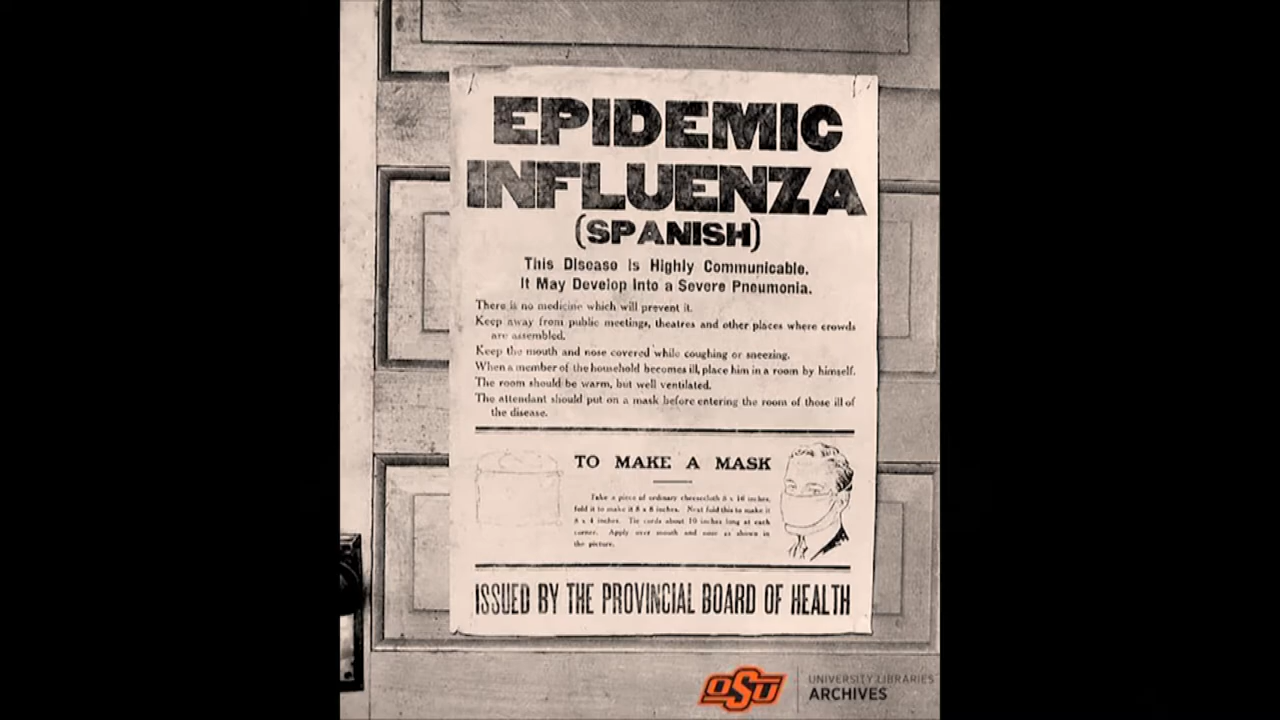 EPIDEMIC
INFLUENZA
(SPANISH)
This Disease is Highly Communicable.
It May Develop Into a Severe Pneumonia.
There is no medicine which will prevent it.
Keep away from public meetings, theatres and other places where crowds
are assembled.
Keep the mouth and nose covered while coughing or sneezing.
When a member of the household becomes ill, place him in a room by himself.
The room should be warm, but well ventilated.
The attendant should put on a mask before entering the room of those ill of
the disease.
TO MAKE A MASK
Take a piece of ordinary cheesecloth 8 x 16 inches,
fold it to make it 8 x 8 inches. Next fold this to make it
8 x 4 inches. Tie cords about 10 inches long at each
corner. Apply over mouth and nose as shown in
the picture.
ISSUED BY THE PROVINCIAL BOARD OF HEALTH
OSU
UNIVERSITY LIBRARIES
ARCHIVES